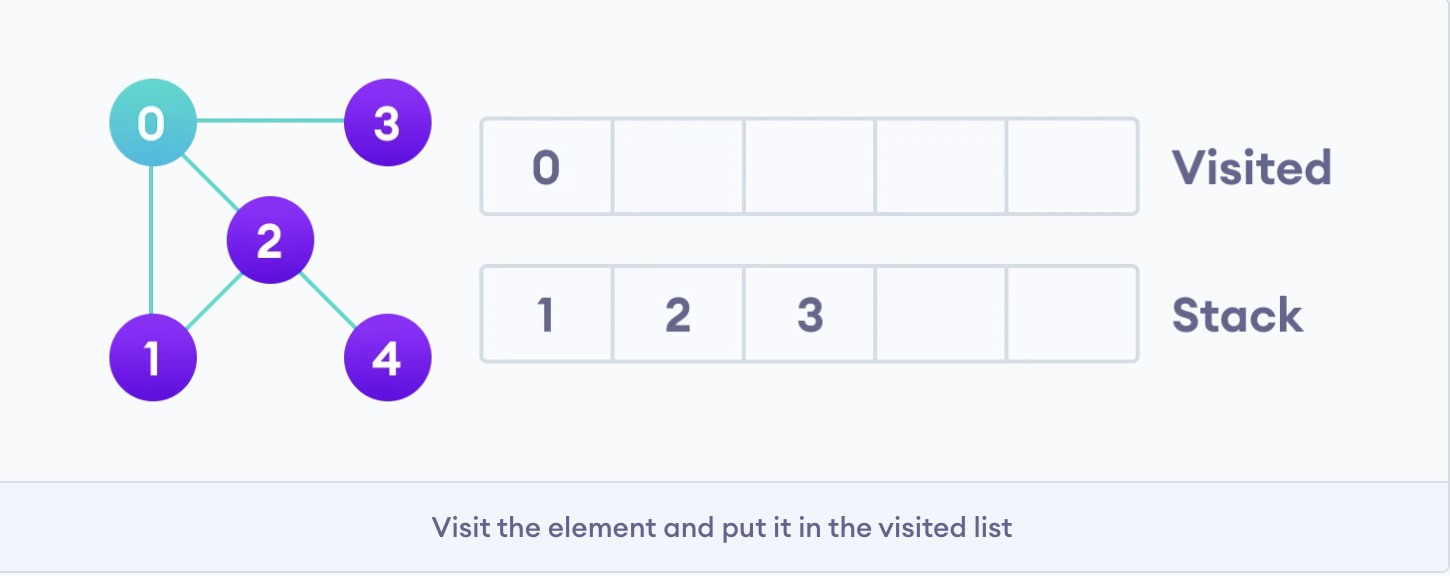 0 3
0 Visited
2
1 2 3 Stack
1 4
Visit the element and put it in the visited list